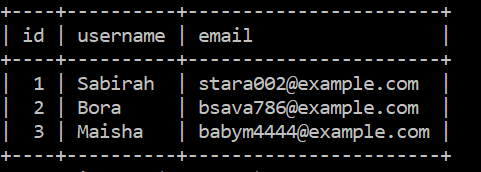 +----+----------+-----------------------+
| id | username | email                 |
+----+----------+-----------------------+
|  1 | Sabirah  | stara002@example.com  |
|  2 | Bora     | bsava786@example.com  |
|  3 | Maisha   | babym4444@example.com |
+----+----------+-----------------------+